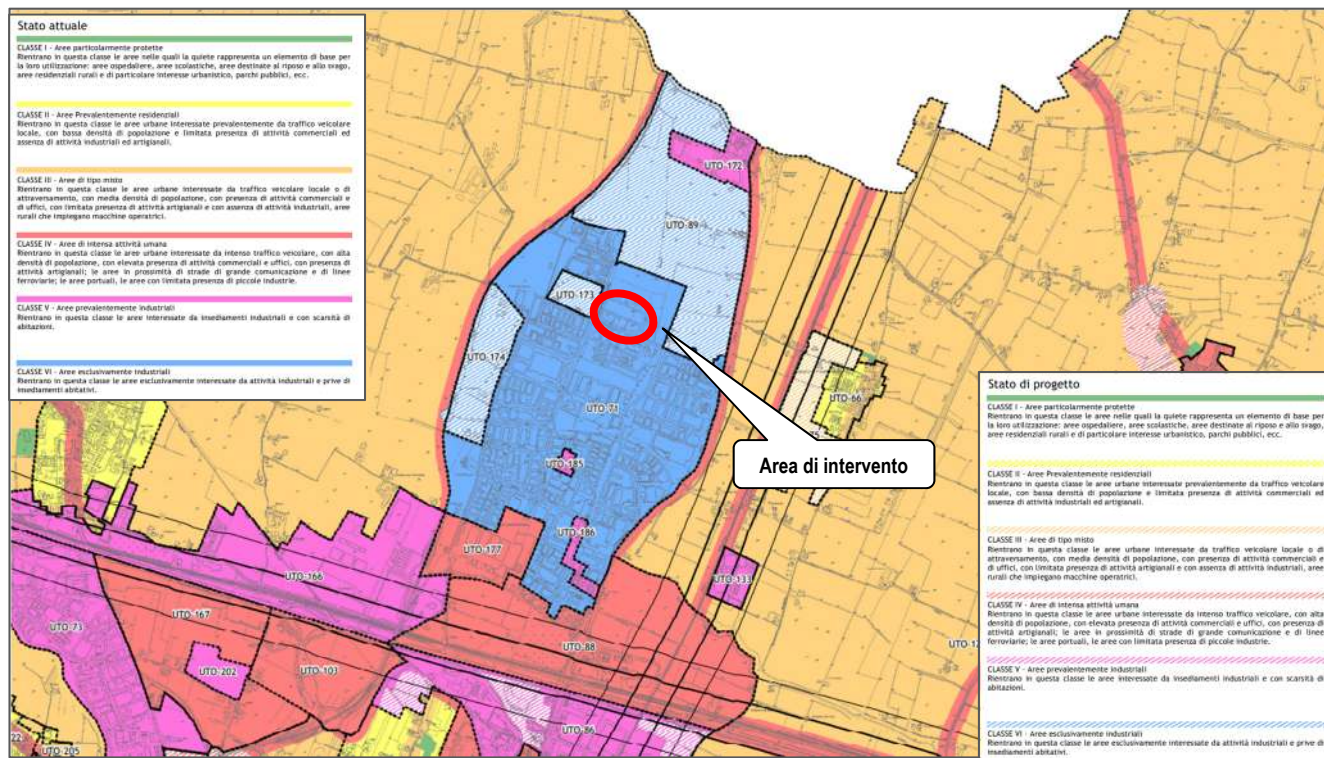 Stato attuale
CLASSE I - Aree particolarmente protette
Rientrano in questa classe le aree nelle quali la quiete rappresenta un elemento di base per
la loro utilizzazione: aree ospedaliere, aree scolastiche, aree destinate al riposo e allo svago,
aree residenziali rurali e di particolare interesse urbanistico, parchi pubblici, ecc.
CLASSE II - Aree Prevalentemente residenziali
Rientrano in questa classe le aree urbane interessate prevalentemente da traffico veicolare
locale, con bassa densità di popolazione e limitata presenza di attività commerciali ed
assenza di attività industriali ed artigianali.
CLASSE III - Aree di tipo misto
Rientrano in questa classe le aree urbane interessate da traffico veicolare locale o di
attraversamento, con media densità di popolazione, con presenza di attività commerciali e
di uffici, con limitata presenza di attività artigianali e con assenza di attività industriali, aree
rurali che impiegano macchine operatrici.
CLASSE IV - Aree di intensa attività umana
Rientrano in questa classe le aree urbane interessate da intenso traffico veicolare, con alta
densità di popolazione, con elevata presenza di attività commerciali e uffici, con presenza di
attività artigianali; le aree in prossimità di strade di grande comunicazione e di linee
ferroviarie; le aree portuali, le aree con limitata presenza di piccole industrie.
CLASSE V - Aree prevalentemente industriali
Rientrano in questa classe le aree interessate da insediamenti industriali e con scarsità di
abitazioni.
CLASSE VI - Aree esclusivamente industriali
Rientrano in questa classe le aree esclusivamente interessate da attività industriali e prive di
insediamenti abitativi.
UTO-172
UTO-89
UTO-173
UTO-174
UTO-71
UTO-66
75
Area di intervento
UTO-185
UTO-186
UTO-177
UTO-133
UTO-166
UTO-167
UTO-73
UTO-88
UTO-202
UTO-103
UTO-12
UTO-86
22
UTO-205
Stato di progetto
CLASSE I - Aree particolarmente protette
Rientrano in questa classe le aree nelle quali la quiete rappresenta un elemento di base per
la loro utilizzazione: aree ospedaliere, aree scolastiche, aree destinate al riposo e allo svago,
aree residenziali rurali e di particolare interesse urbanistico, parchi pubblici, ecc.
CLASSE II - Aree Prevalentemente residenziali
Rientrano in questa classe le aree urbane interessate prevalentemente da traffico veicolare
locale, con bassa densità di popolazione e limitata presenza di attività commerciali ed
assenza di attività industriali ed artigianali.
CLASSE III - Aree di tipo misto
Rientrano in questa classe le aree urbane interessate da traffico veicolare locale o di
attraversamento, con media densità di popolazione, con presenza di attività commerciali e
di uffici, con limitata presenza di attività artigianali e con assenza di attività industriali, aree
rurali che impiegano macchine operatrici.
CLASSE IV - Aree di intensa attività umana
Rientrano in questa classe le aree urbane interessate da intenso traffico veicolare, con alta
densità di popolazione, con elevata presenza di attività commerciali e uffici, con presenza di
attività artigianali; le aree in prossimità di strade di grande comunicazione e di linee
ferroviarie; le aree portuali, le aree con limitata presenza di piccole industrie.
CLASSE V - Aree prevalentemente industriali
Rientrano in questa classe le aree interessate da insediamenti industriali e con scarsità di
abitazioni.
CLASSE VI - Aree esclusivamente industriali
Rientrano in questa classe le aree esclusivamente interessate da attività industriali e prive di
insediamenti abitativi.